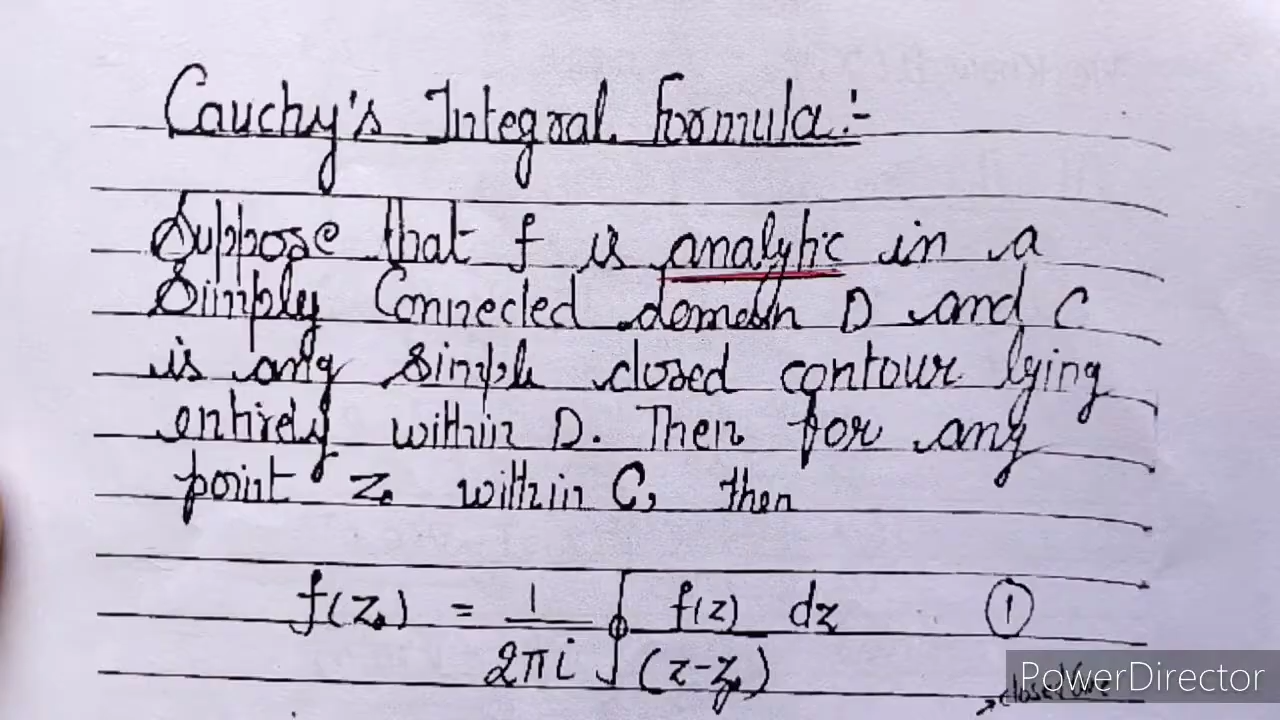 Cauchy's Integral Formula:-
Suppose that f is analytic in a
Simply Connected domain D and C
is any simple closed contour lying
entirely within D. Then for any
point z₀ within C, then
f(z₀) = 1/2πi ∮ f(z)/(z-z₀) dz ①
PowerDirector